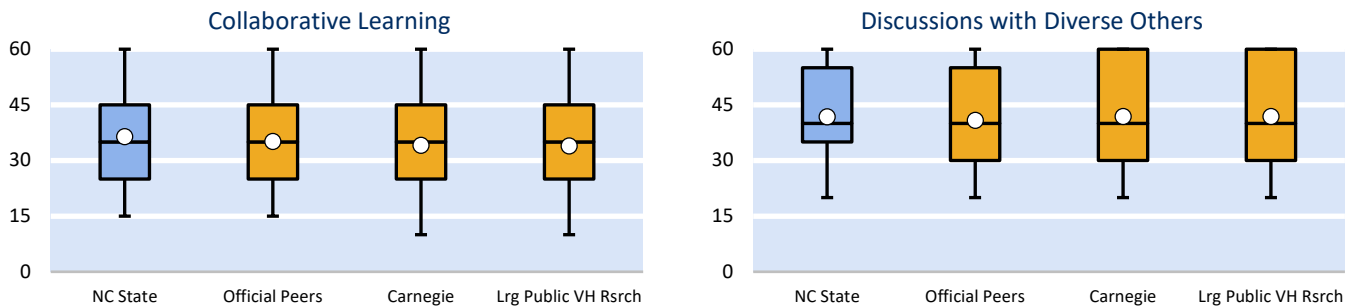 Collaborative Learning
60
45
30
15
0
NC State
Official Peers
Carnegie
Lrg Public VH Rsrch
Discussions with Diverse Others
60
45
30
15
0
NC State
Official Peers
Carnegie
Lrg Public VH Rsrch